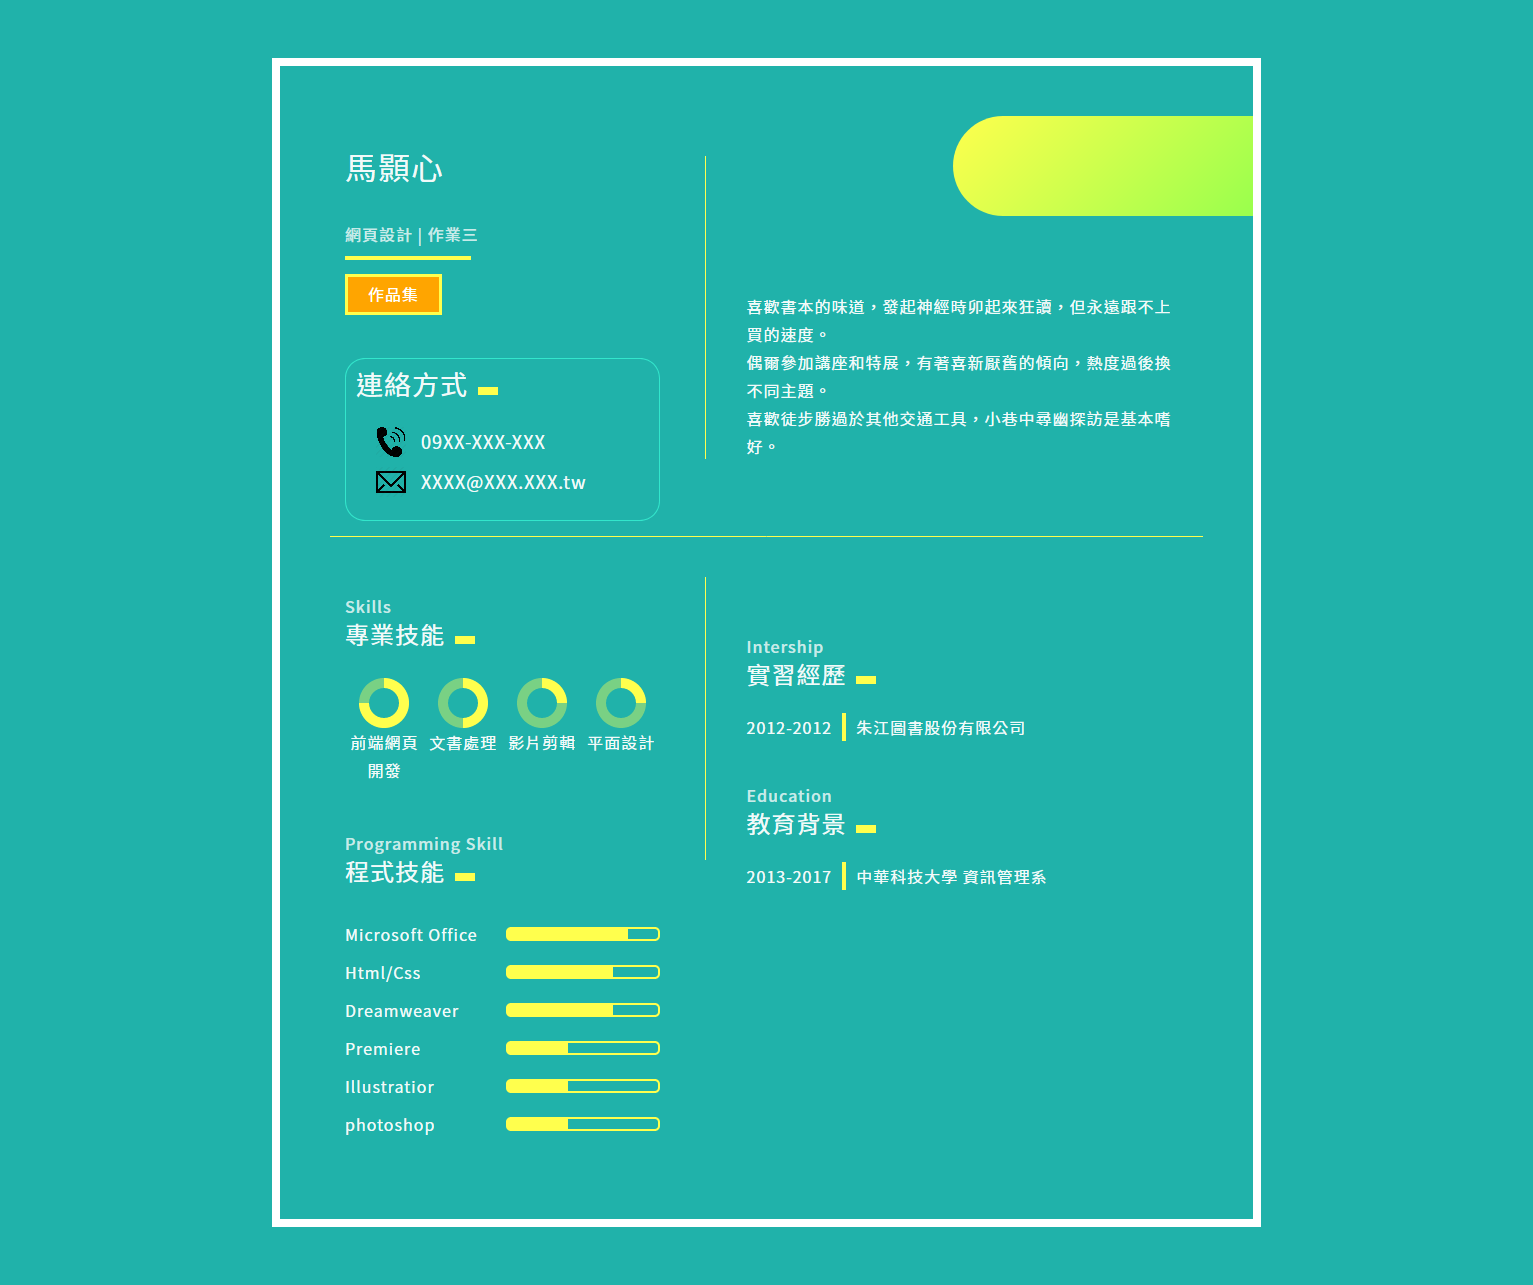 馬顥心
網頁設計 | 作業三
作品集
連絡方式
09XX-XXX-XXX
XXXX@XXX.XXX.tw
喜歡書本的味道，發起神經時卯起來狂讀，但永遠跟不上
買的速度。
偶爾參加講座和特展，有著喜新厭舊的傾向，熱度過後換
不同主題。
喜歡徒步勝過於其他交通工具，小巷中尋幽探訪是基本嗜
好。
Skills
專業技能
前端網頁
開發
文書處理
影片剪輯
平面設計
Programming Skill
程式技能
Microsoft Office
Html/Css
Dreamweaver
Premiere
Illustratior
photoshop
Intership
實習經歷
2012-2012 朱江圖書股份有限公司
Education
教育背景
2013-2017 中華科技大學 資訊管理系